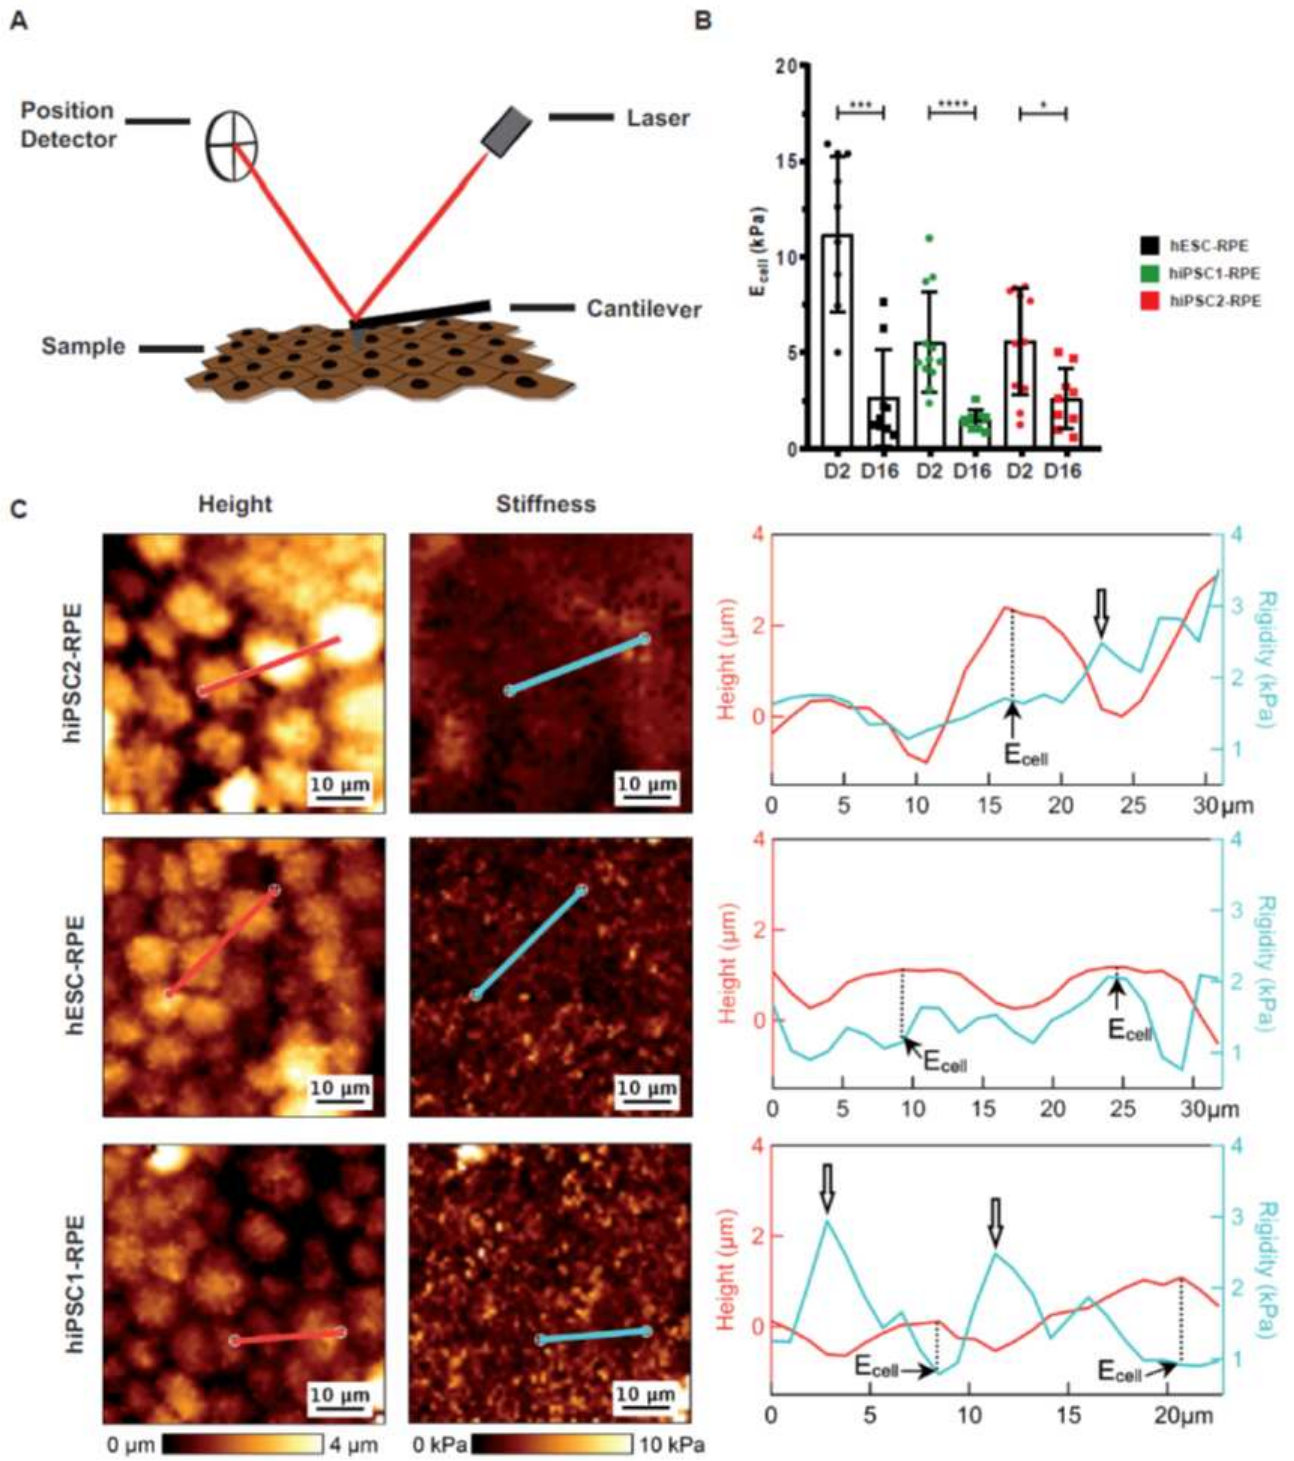 A
Position
Detector
Laser
Cantilever
Sample
B
20
15
10
5
0
E cell (kPa)
***
****
*
D2 D16 D2 D16 D2 D16
hESC-RPE
hiPSC1-RPE
hiPSC2-RPE
C
Height
Stiffness
hiPSC2-RPE
10 µm
10 µm
4
2
0
Height (µm)
4
3
2
1
Rigidity (kPa)
Ecell
0 5 10 15 20 25 30µm
hESC-RPE
10 µm
10 µm
4
2
0
Height (µm)
4
3
2
1
Rigidity (kPa)
Ecell
Ecell
0 5 10 15 20 25 30µm
hiPSC1-RPE
10 µm
10 µm
4
2
0
Height (µm)
4
3
2
1
Rigidity (kPa)
Ecell
Ecell
0 5 10 15 20µm
0 µm 4 µm
0 kPa 10 kPa